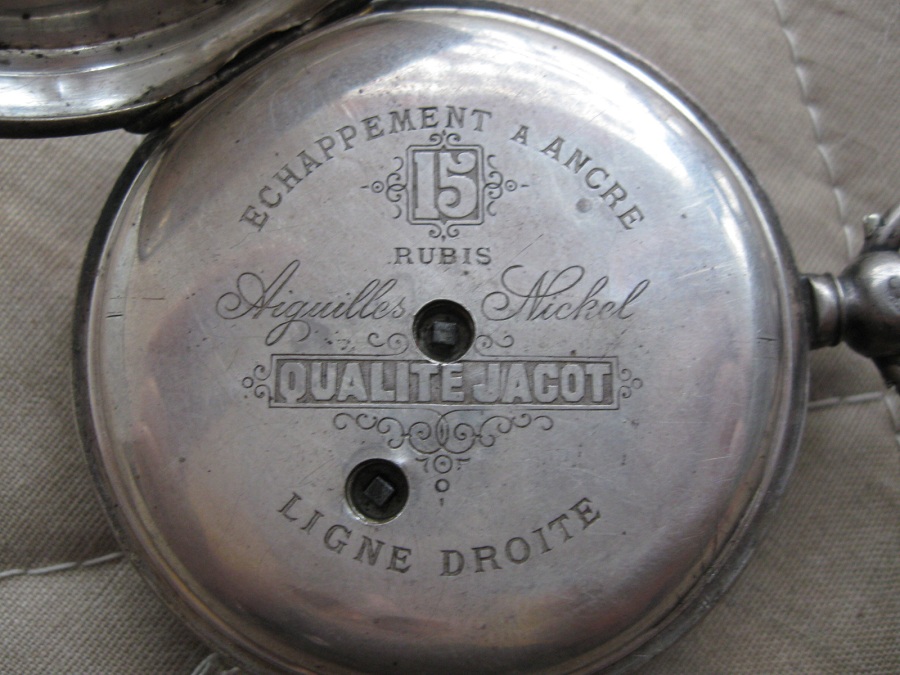 ECHAPPEMENT A ANCRE
15
RUBIS
Aiguilles Nickel
QUALITE JACOT
LIGNE DROITE